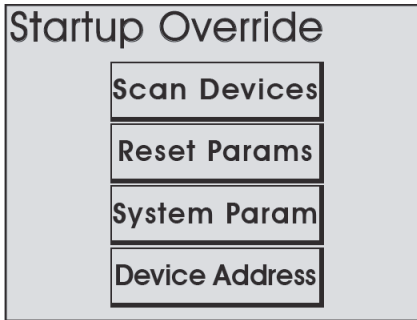 Startup Override
Scan Devices
Reset Params
System Param
Device Address